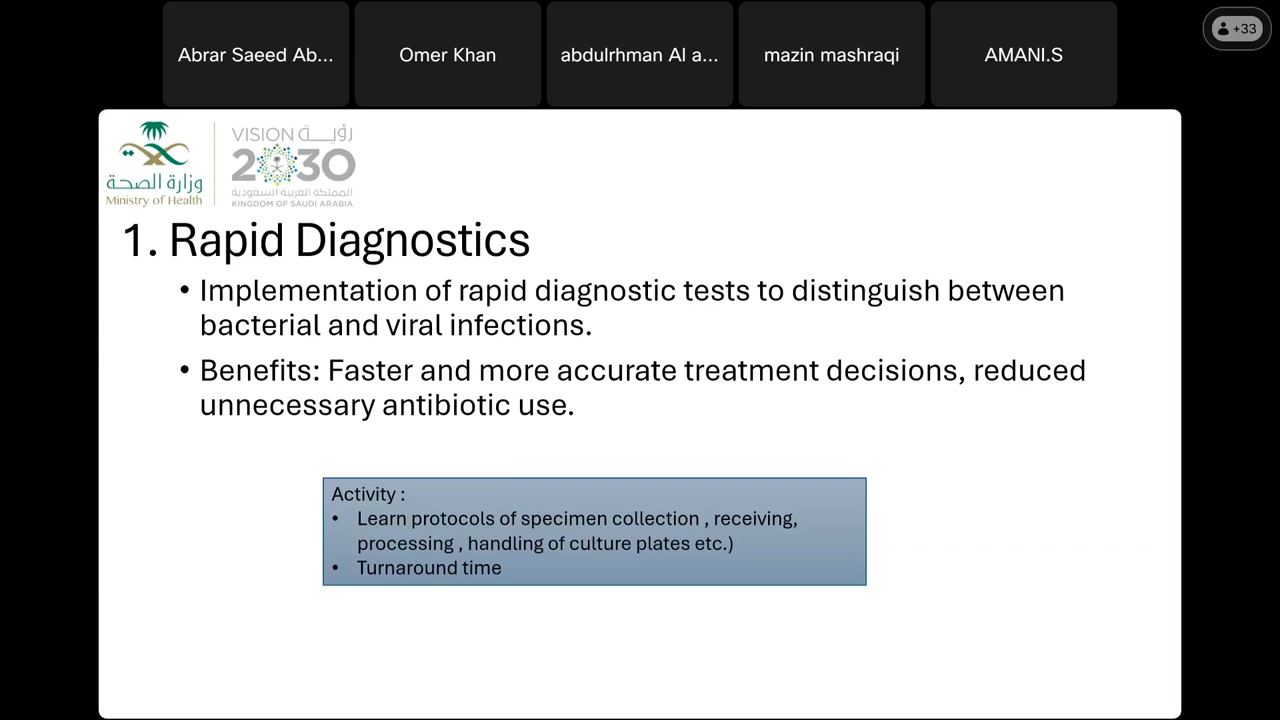 Abrar Saeed Ab...
Omer Khan
abdulrhman Al a...
mazin mashraqi
AMANI.S
+33
وزارة الصحة
Ministry of Health
VISION رؤيــــة
2030
المملكة العربية السعودية
KINGDOM OF SAUDI ARABIA
1. Rapid Diagnostics
• Implementation of rapid diagnostic tests to distinguish between
bacterial and viral infections.
• Benefits: Faster and more accurate treatment decisions, reduced
unnecessary antibiotic use.
Activity :
• Learn protocols of specimen collection , receiving,
processing , handling of culture plates etc.)
• Turnaround time